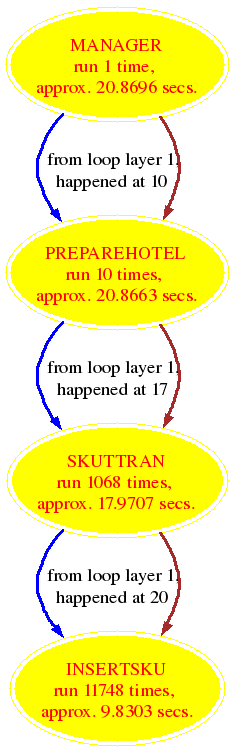 MANAGER
run 1 time,
approx. 20.8696 secs.
from loop layer 1,
happened at 10
PREPAREHOTEL
run 10 times,
approx. 20.8663 secs.
from loop layer 1,
happened at 17
SKUTTRAN
run 1068 times,
approx. 17.9707 secs.
from loop layer 1,
happened at 20
INSERTSKU
run 11748 times,
approx. 9.8303 secs.